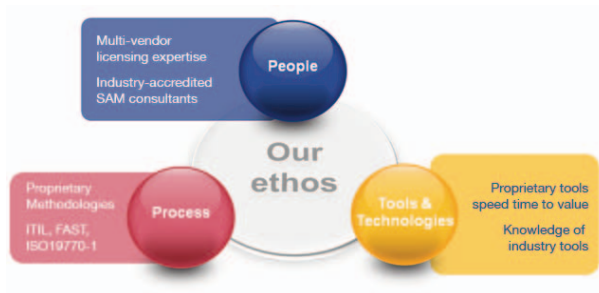 Multi-vendor
licensing expertise
Industry-accredited
SAM consultants
People
Our
ethos
Proprietary
Methodologies
ITIL, FAST,
ISO19770-1
Process
Tools &
Technologies
Proprietary tools
speed time to value
Knowledge of
industry tools